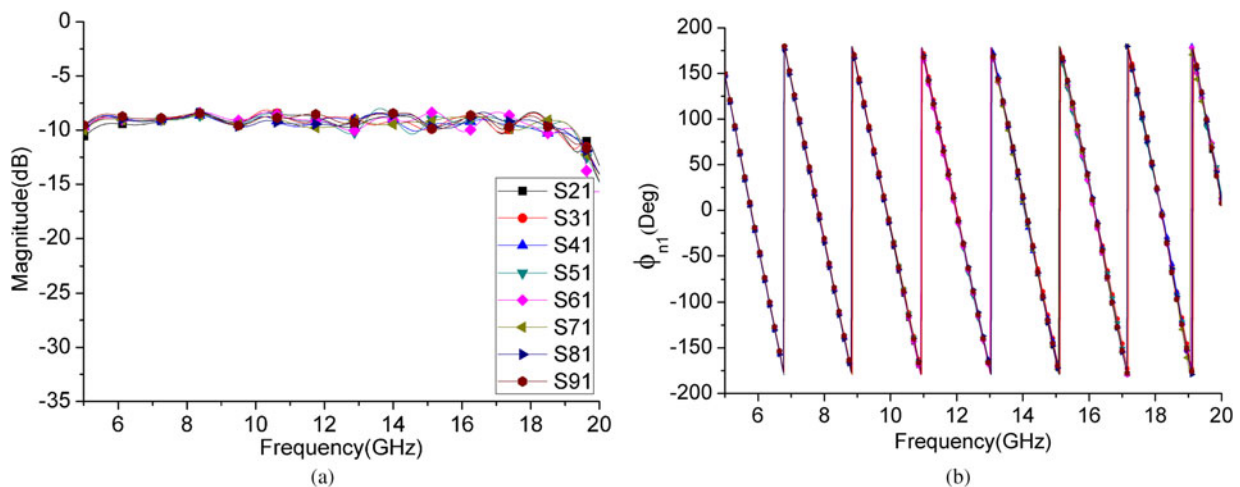 0
-5
-10
-15
-20
-25
-30
-35
Magnitude(dB)
6 8 10 12 14 16 18 20
Frequency(GHz)
S21
S31
S41
S51
S61
S71
S81
S91
(a)
200
150
100
50
0
-50
-100
-150
-200
ϕn1(Deg)
6 8 10 12 14 16 18 20
Frequency(GHz)
(b)